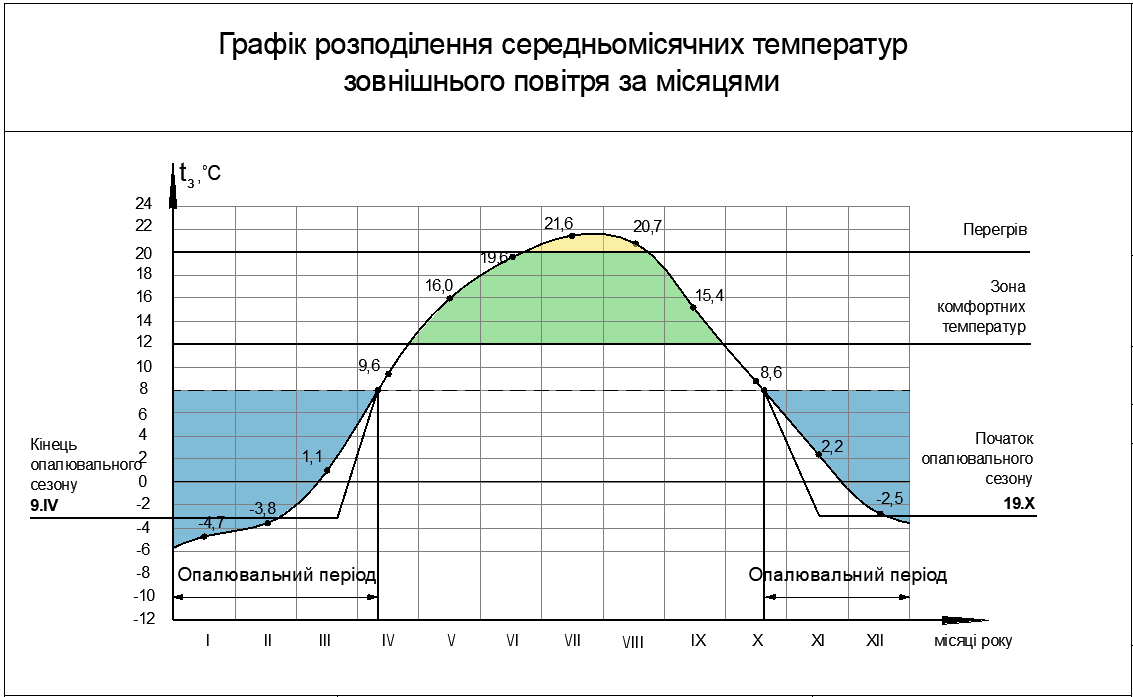 Графік розподілення середньомісячних температур
зовнішнього повітря за місяцями
tз,°C
24
22
20
18
16
14
12
10
8
6
4
2
0
-2
-4
-6
-8
-10
-12
21,6
20,7
19,6
16,0
15,4
9,6
8,6
1,1
2,2
-3,8
-4,7
-2,5
Перегрів
Зона
комфортних
температур
Кінець
опалювального
сезону
9.IV
Початок
опалювального
сезону
19.X
Опалювальний період
Опалювальний період
I II III IV V VI VII VIII IX X XI XII
місяці року